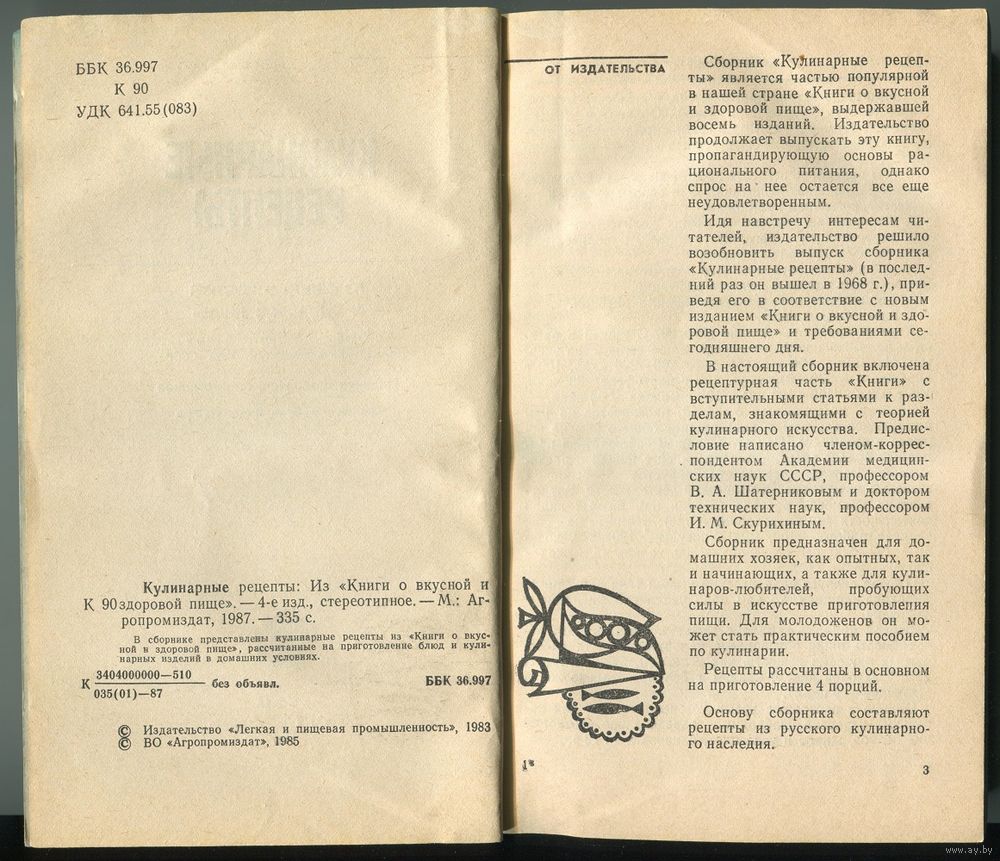 ББК 36.997
К 90
УДК 641.55(083)
Кулинарные рецепты: Из «Книги о вкусной и
К 90 здоровой пище». — 4-е изд., стереотипное. — М.: Аг-
ропромиздат, 1987. — 335 с.
В сборнике представлены кулинарные рецепты из «Книги о вкус-
ной и здоровой пище», рассчитанные на приготовление блюд и кули-
нарных изделий в домашних условиях.
3404000000—510
К без объявл. ББК 36.997
035(01)—87
© Издательство «Легкая и пищевая промышленность», 1983
© ВО «Агропромиздат», 1985
ОТ ИЗДАТЕЛЬСТВА
Сборник «Кулинарные рецеп-
ты» является частью популярной
в нашей стране «Книги о вкусной
и здоровой пище», выдержавшей
восемь изданий. Издательство
продолжает выпускать эту книгу,
пропагандирующую основы ра-
ционального питания, однако
спрос на нее остается все еще
неудовлетворенным.
Идя навстречу интересам чи-
тателей, издательство решило
возобновить выпуск сборника
«Кулинарные рецепты» (в послед-
ний раз он вышел в 1968 г.), при-
ведя его в соответствие с новым
изданием «Книги о вкусной и здо-
ровой пище» и требованиями се-
годняшнего дня.
В настоящий сборник включена
рецептурная часть «Книги» с
вступительными статьями к раз-
делам, знакомящими с теорией
кулинарного искусства. Предис-
ловие написано членом-коррес-
пондентом Академии медицин-
ских наук СССР, профессором
В. А. Шатерниковым и доктором
технических наук, профессором
И. М. Скурихиным.
Сборник предназначен для до-
машних хозяек, как опытных, так
и начинающих, а также для кули-
наров-любителей, пробующих
силы в искусстве приготовления
пищи. Для молодоженов он мо-
жет стать практическим пособием
по кулинарии.
Рецепты рассчитаны в основном
на приготовление 4 порций.
Основу сборника составляют
рецепты из русского кулинарно-
го наследия.
1*
3
www.ay.by